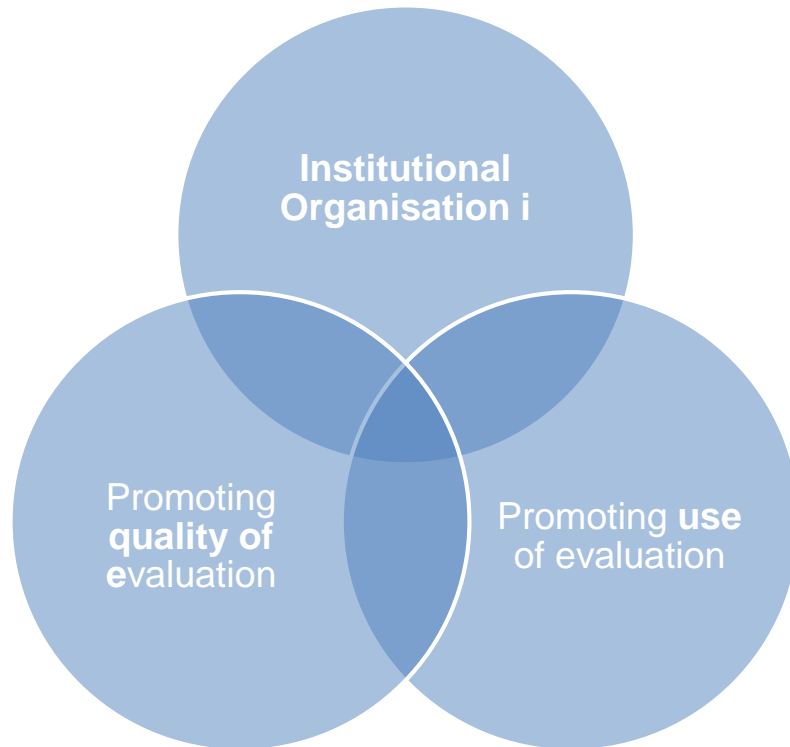 Institutional
Organisation i
Promoting
quality of
evaluation
Promoting use
of evaluation